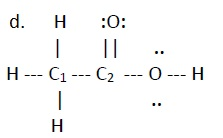 d. H :O:
| || ..
H --- C₁ --- C₂ --- O --- H
| ..
H